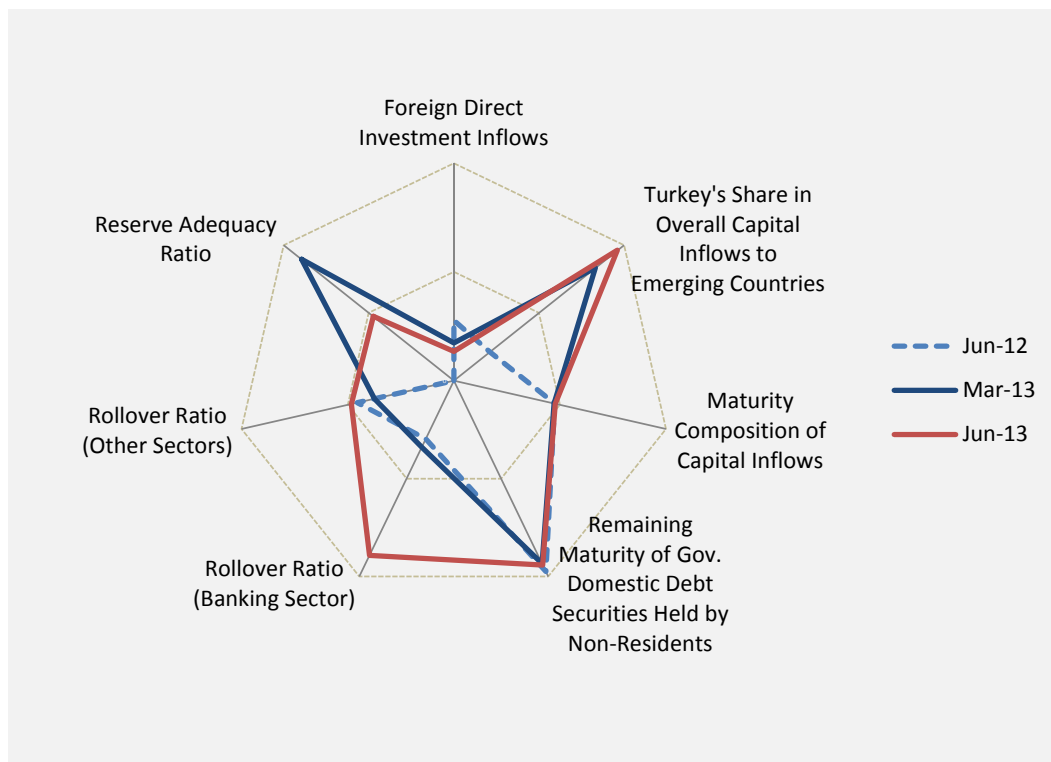 Foreign Direct
Investment Inflows
Turkey's Share in
Overall Capital
Inflows to
Emerging Countries
Maturity
Composition of
Capital Inflows
Remaining
Maturity of Gov.
Domestic Debt
Securities Held by
Non-Residents
Rollover Ratio
(Banking Sector)
Rollover Ratio
(Other Sectors)
Reserve Adequacy
Ratio
Jun-12
Mar-13
Jun-13